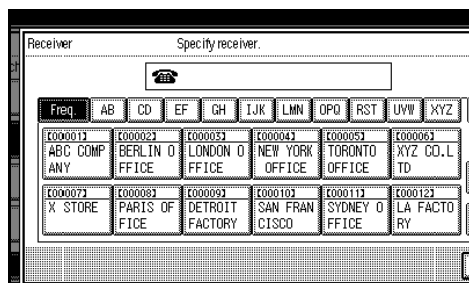 Receiver Specify receiver.
Freq. AB CD EF GH IJK LMN OPQ RST UVW XYZ
[00001] [00002] [00003] [00004] [00005] [00006]
ABC COMP BERLIN O LONDON O NEW YORK TORONTO XYZ CO.L
ANY FFICE FFICE OFFICE OFFICE TD
[00007] [00008] [00009] [00010] [00011] [00012]
X STORE PARIS OF DETROIT SAN FRAN SYDNEY O LA FACTO
FICE FACTORY CISCO FFICE RY